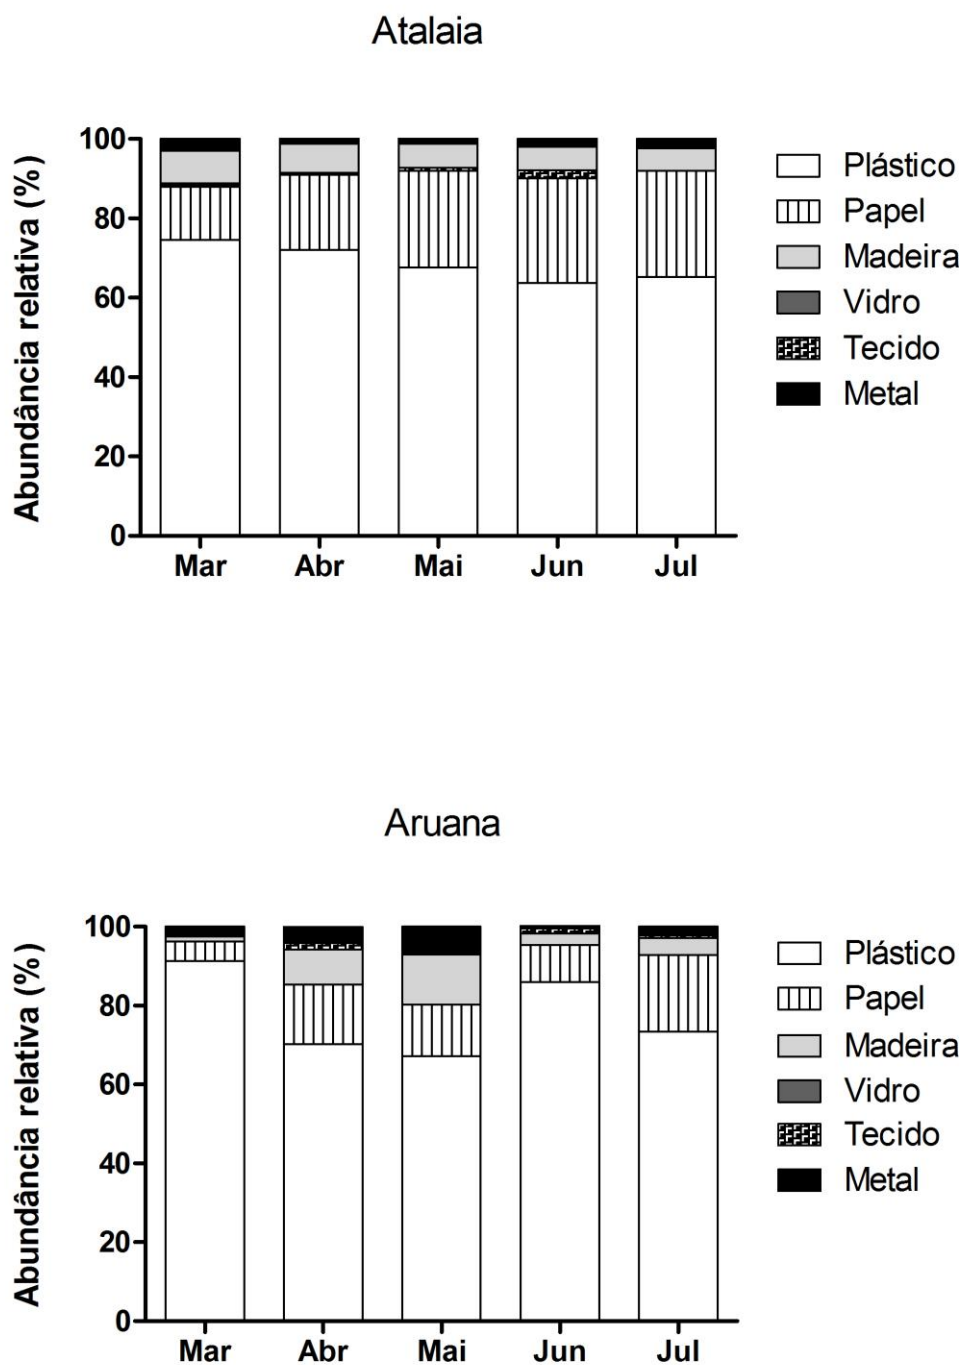 Atalaia
Abundância relativa (%)
100
80
60
40
20
0
Mar Abr Mai Jun Jul
Plástico
Papel
Madeira
Vidro
Tecido
Metal
Aruana
Abundância relativa (%)
100
80
60
40
20
0
Mar Abr Mai Jun Jul
Plástico
Papel
Madeira
Vidro
Tecido
Metal